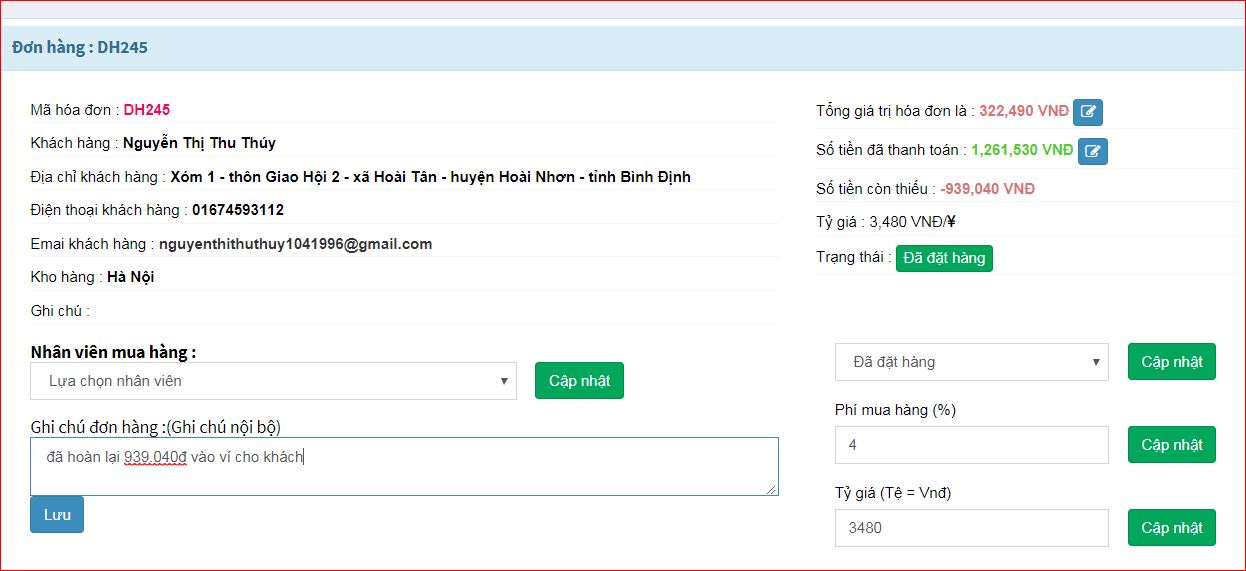 Đơn hàng : DH245
Mã hóa đơn : DH245
Khách hàng : Nguyễn Thị Thu Thúy
Địa chỉ khách hàng : Xóm 1 - thôn Giao Hội 2 - xã Hoài Tân - huyện Hoài Nhơn - tỉnh Bình Định
Điện thoại khách hàng : 01674593112
Emai khách hàng : nguyenthithuthuy1041996@gmail.com
Kho hàng : Hà Nội
Ghi chú :
Tổng giá trị hóa đơn là : 322,490 VNĐ
Số tiền đã thanh toán : 1,261,530 VNĐ
Số tiền còn thiếu : -939,040 VNĐ
Tỷ giá : 3,480 VNĐ/¥
Trạng thái : Đã đặt hàng
Nhân viên mua hàng :
Lựa chọn nhân viên
Cập nhật
Ghi chú đơn hàng :(Ghi chú nội bộ)
đã hoàn lại 939.040đ vào ví cho khách
Lưu
Đã đặt hàng
Cập nhật
Phí mua hàng (%)
4
Cập nhật
Tỷ giá (Tệ = Vnđ)
3480
Cập nhật